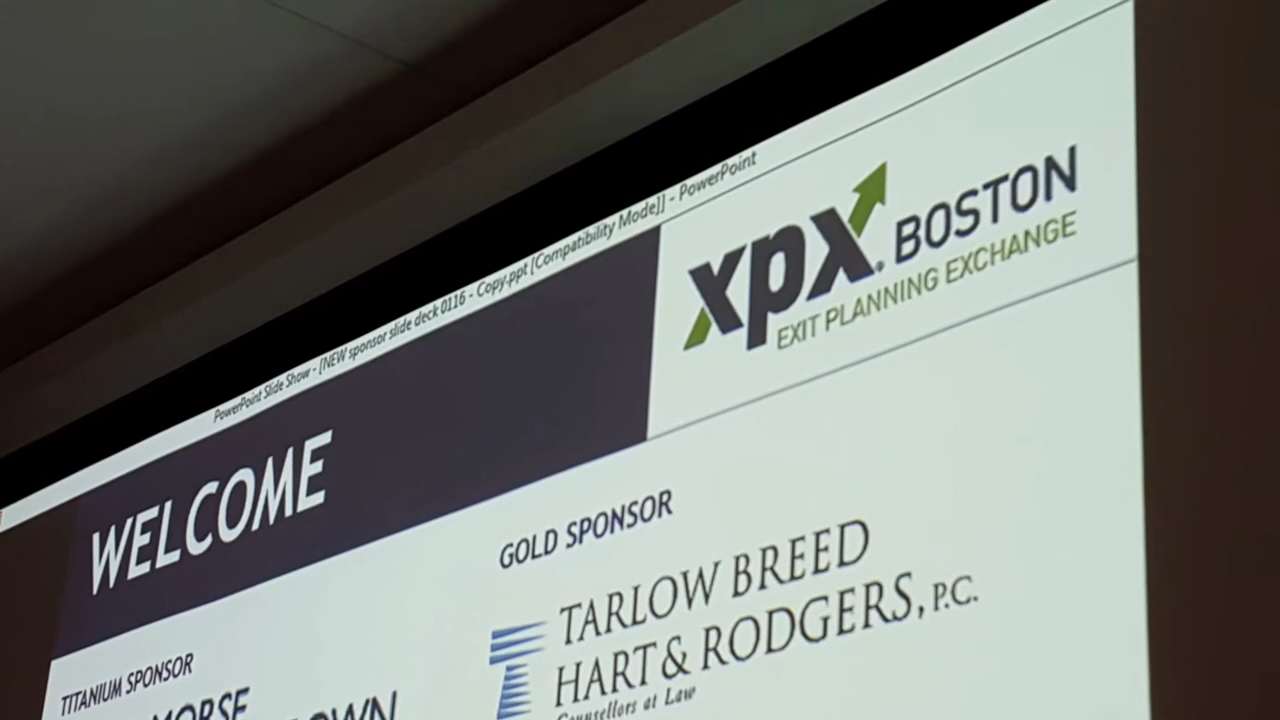 PowerPoint Slide Show - [NEW sponsor slide deck 0116 - Copy.ppt [Compatibility Mode]] - PowerPoint
xpx BOSTON
EXIT PLANNING EXCHANGE
WELCOME
GOLD SPONSOR
TARLOW BREED
HART & RODGERS, P.C.
Counsellors at Law
TITANIUM SPONSOR
MORSE